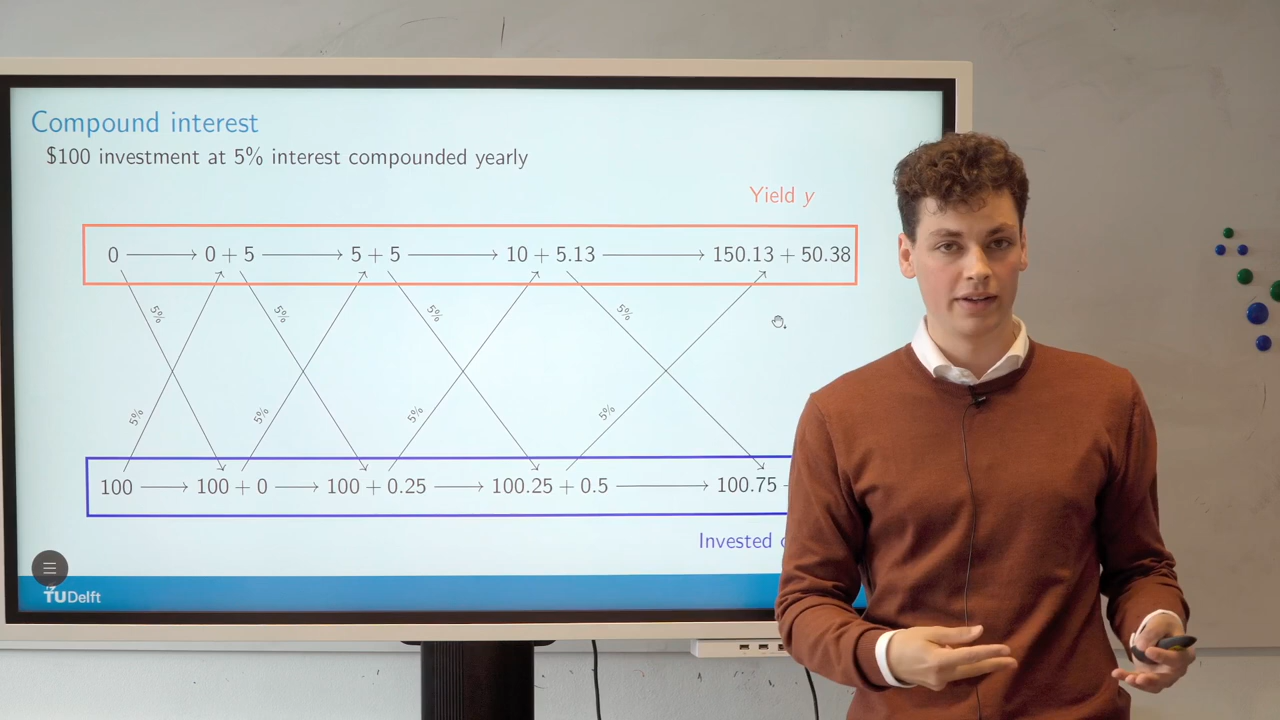 Compound interest
$100 investment at 5% interest compounded yearly
Yield y
0 → 0 + 5 → 5 + 5 → 10 + 5.13 → 150.13 + 50.38
5% 5% 5% 5%
5% 5% 5% 5%
100 → 100 + 0 → 100 + 0.25 → 100.25 + 0.5 → 100.75
Invested
TUDelft